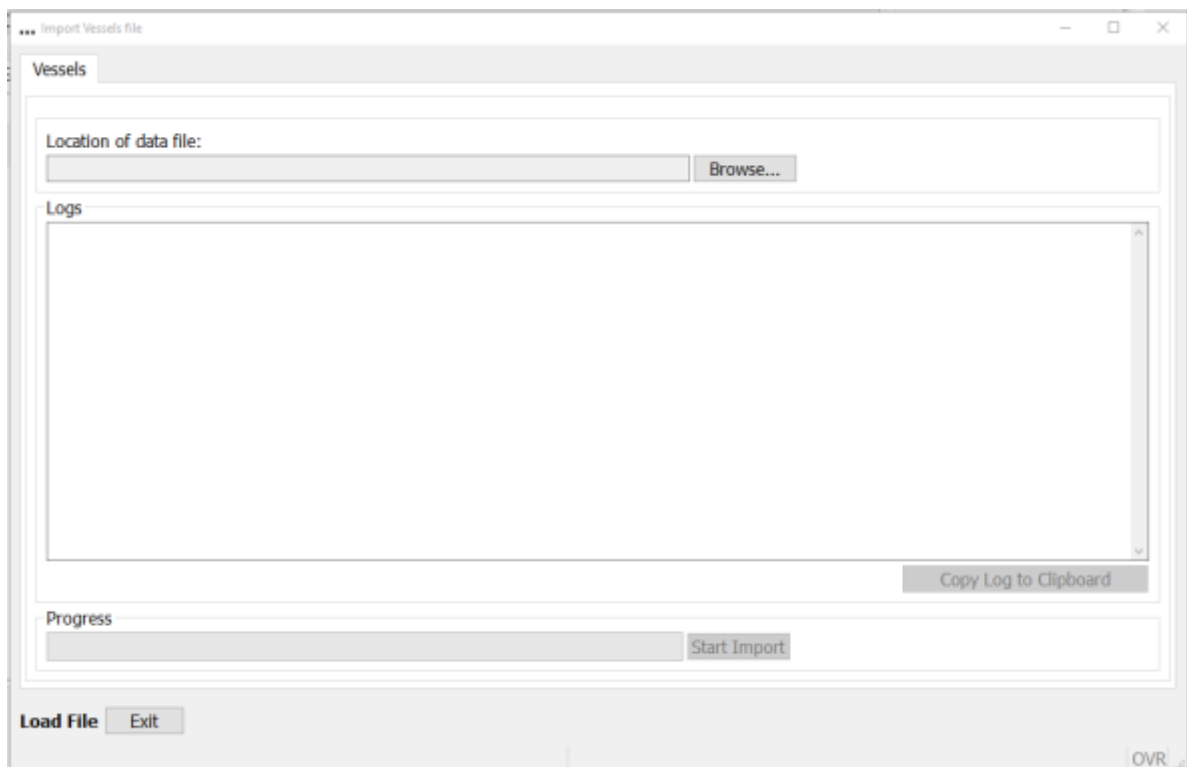 Import Vessels file
Vessels
Location of data file:
Browse...
Logs
Copy Log to Clipboard
Progress
Start Import
Load File Exit
OVR